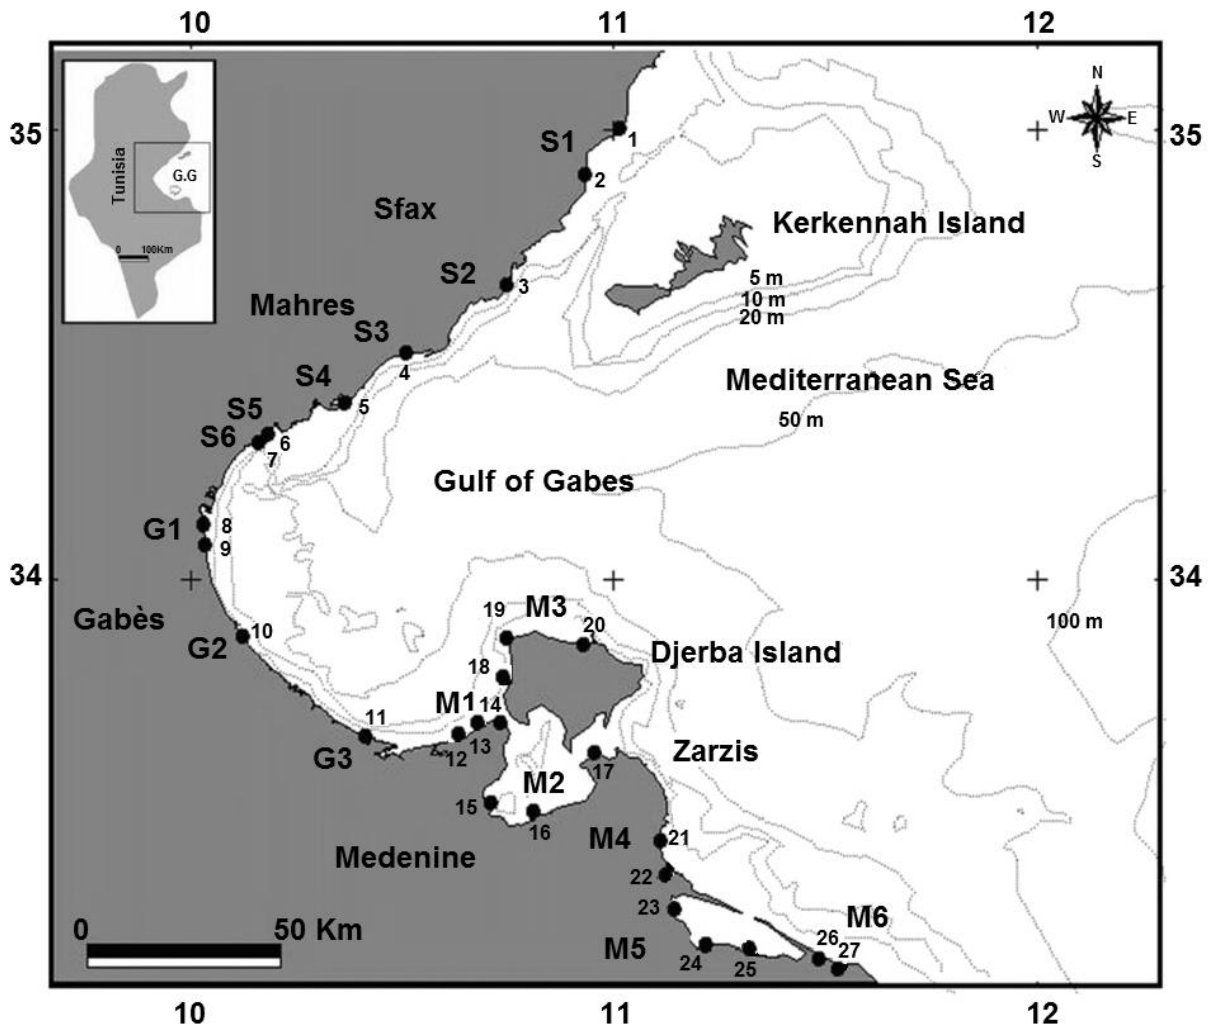 10 11 12
N
W E
S
35 35
Tunisia
G.G
0 100Km
S1
1
2
Sfax
Kerkennah Island
S2
3
5 m
10 m
20 m
Mahres
S3
4
Mediterranean Sea
S4
5
50 m
S5
6
S6
7
Gulf of Gabes
G1
8
9
34 34
Gabès
10
G2
19
M3
20
Djerba Island
100 m
18
M1
14
11
13
12
G3
17
Zarzis
M2
15
16
M4
21
Medenine
22
23
M6
M5
26
27
24
25
0 50 Km
10 11 12